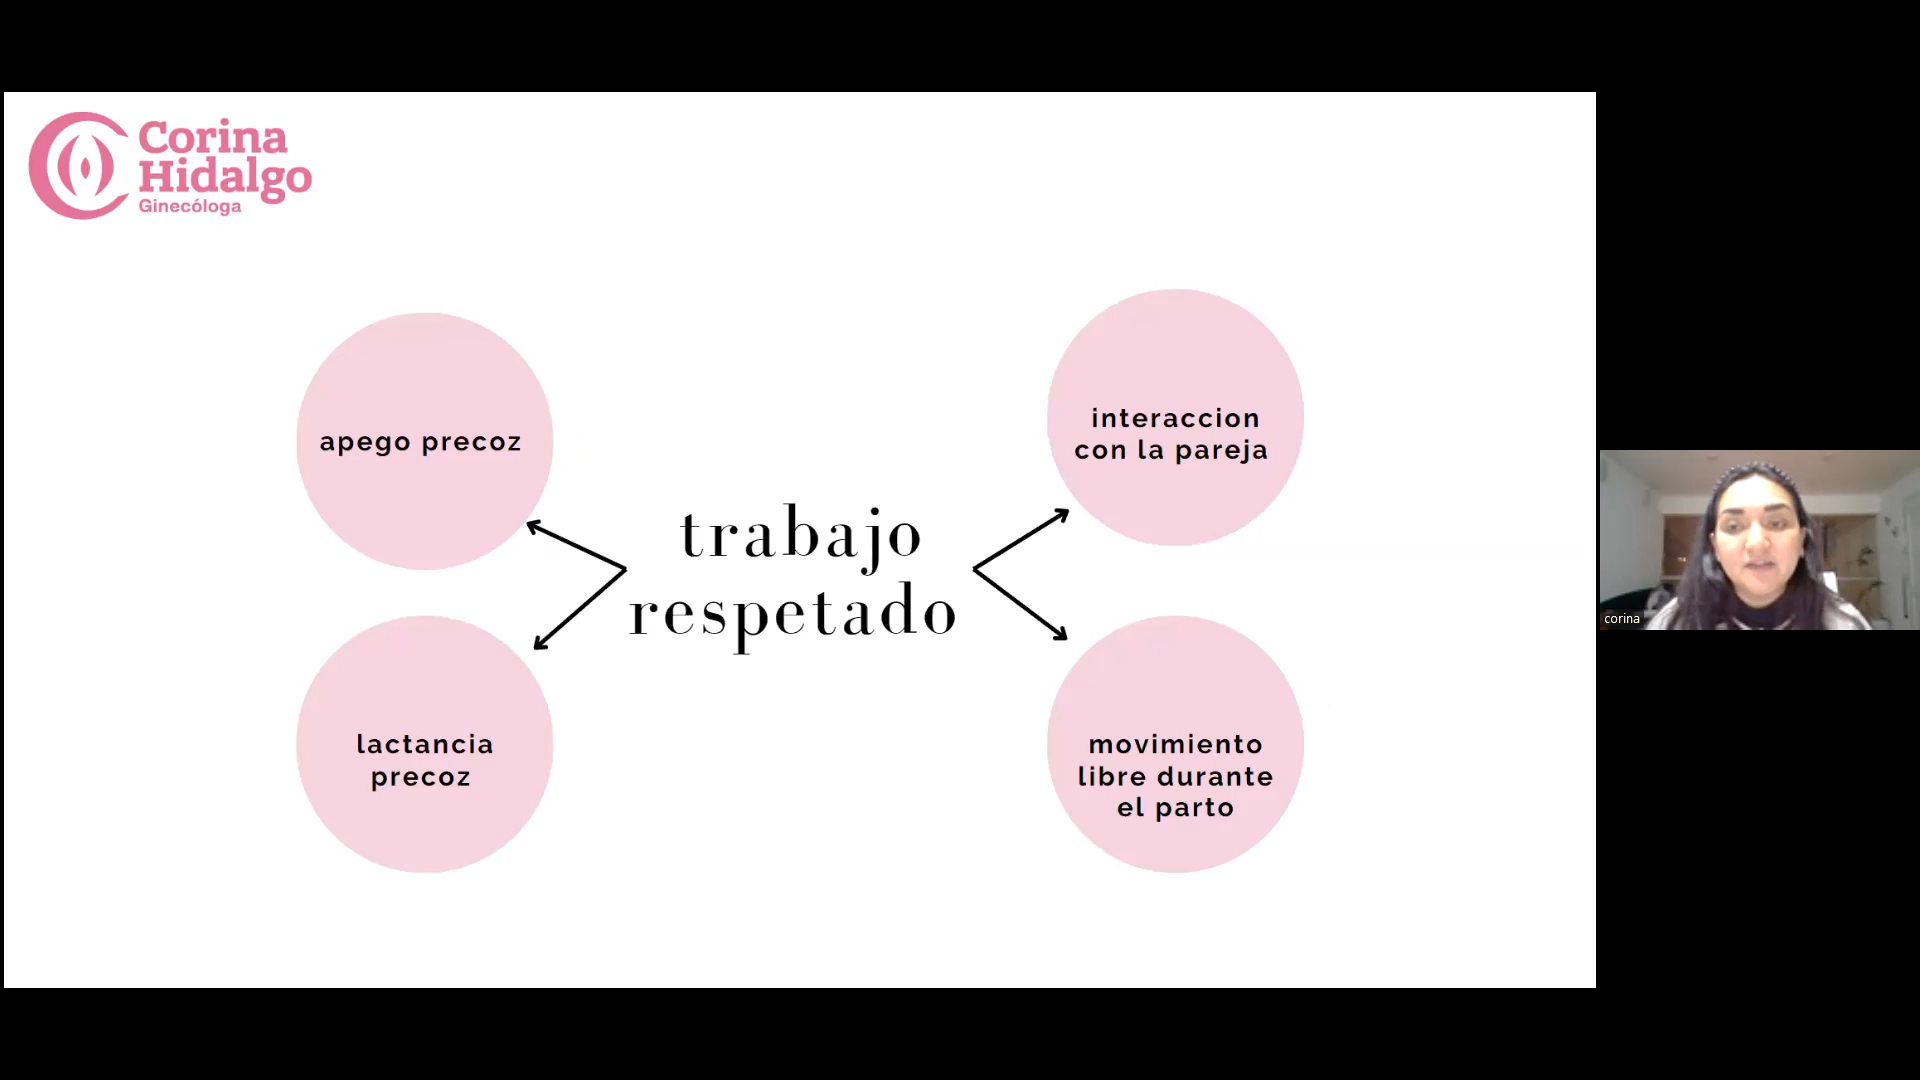 Corina
Hidalgo
Ginecóloga
apego precoz
interaccion
con la pareja
trabajo
respetado
lactancia
precoz
movimiento
libre durante
el parto
corina